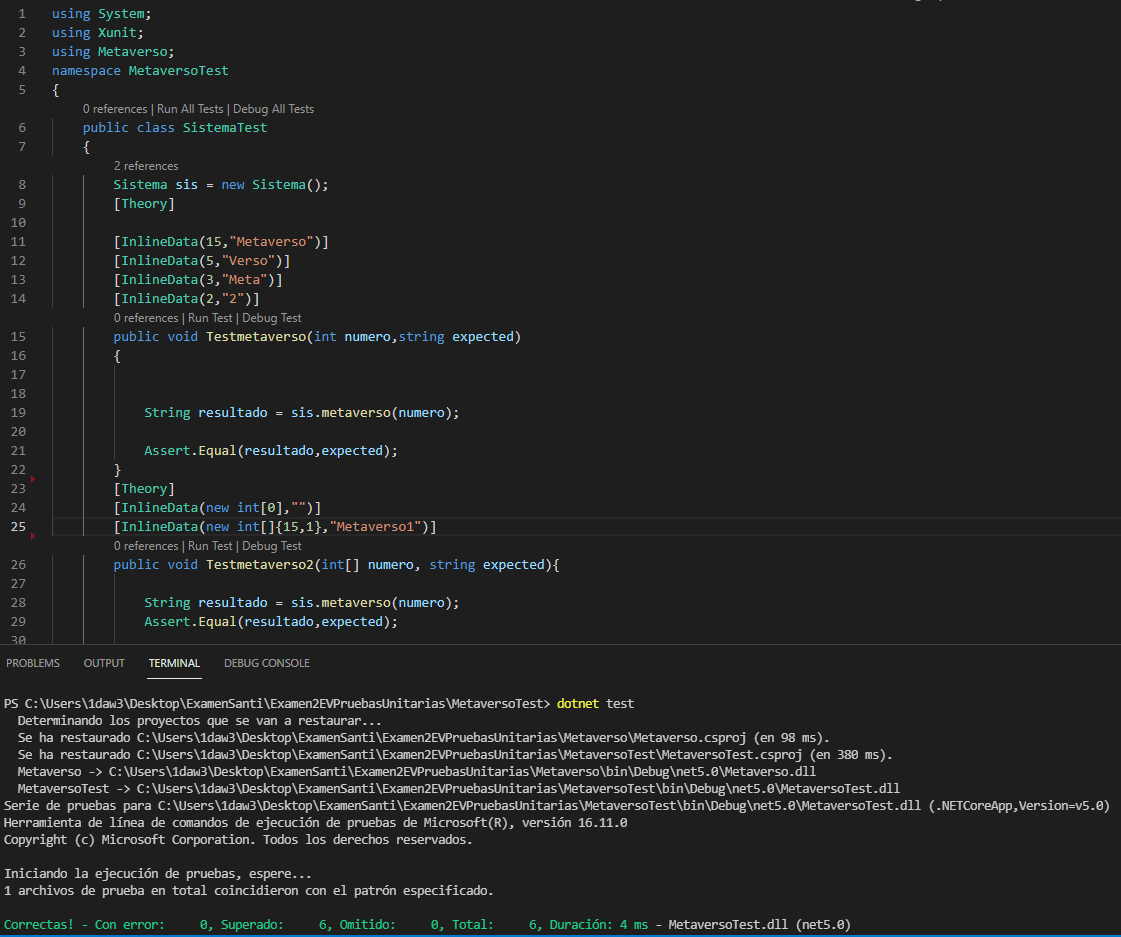 1 using System;
2 using Xunit;
3 using Metaverso;
4 namespace MetaversoTest
5 {
0 references | Run All Tests | Debug All Tests
6 public class SistemaTest
7 {
2 references
8 Sistema sis = new Sistema();
9 [Theory]
10
11 [InlineData(15,"Metaverso")]
12 [InlineData(5,"Verso")]
13 [InlineData(3,"Meta")]
14 [InlineData(2,"2")]
0 references | Run Test | Debug Test
15 public void Testmetaverso(int numero,string expected)
16 {
17
18
19 String resultado = sis.metaverso(numero);
20
21 Assert.Equal(resultado,expected);
22 }
23 [Theory]
24 [InlineData(new int[0],"")]
25 [InlineData(new int[]{15,1},"Metaverso1")]
0 references | Run Test | Debug Test
26 public void Testmetaverso2(int[] numero, string expected){
27
28 String resultado = sis.metaverso(numero);
29 Assert.Equal(resultado,expected);
30
PROBLEMS OUTPUT TERMINAL DEBUG CONSOLE
PS C:\Users\1daw3\Desktop\ExamenSanti\Examen2EVPruebasUnitarias\MetaversoTest> dotnet test
Determinando los proyectos que se van a restaurar...
Se ha restaurado C:\Users\1daw3\Desktop\ExamenSanti\Examen2EVPruebasUnitarias\Metaverso\Metaverso.csproj (en 98 ms).
Se ha restaurado C:\Users\1daw3\Desktop\ExamenSanti\Examen2EVPruebasUnitarias\MetaversoTest\MetaversoTest.csproj (en 380 ms).
Metaverso -> C:\Users\1daw3\Desktop\ExamenSanti\Examen2EVPruebasUnitarias\Metaverso\bin\Debug\net5.0\Metaverso.dll
MetaversoTest -> C:\Users\1daw3\Desktop\ExamenSanti\Examen2EVPruebasUnitarias\MetaversoTest\bin\Debug\net5.0\MetaversoTest.dll
Serie de pruebas para C:\Users\1daw3\Desktop\ExamenSanti\Examen2EVPruebasUnitarias\MetaversoTest\bin\Debug\net5.0\MetaversoTest.dll (.NETCoreApp,Version=v5.0)
Herramienta de línea de comandos de ejecución de pruebas de Microsoft(R), versión 16.11.0
Copyright (c) Microsoft Corporation. Todos los derechos reservados.
Iniciando la ejecución de pruebas, espere...
1 archivos de prueba en total coincidieron con el patrón especificado.
Correctas! - Con error: 0, Superado: 6, Omitido: 0, Total: 6, Duración: 4 ms - MetaversoTest.dll (net5.0)